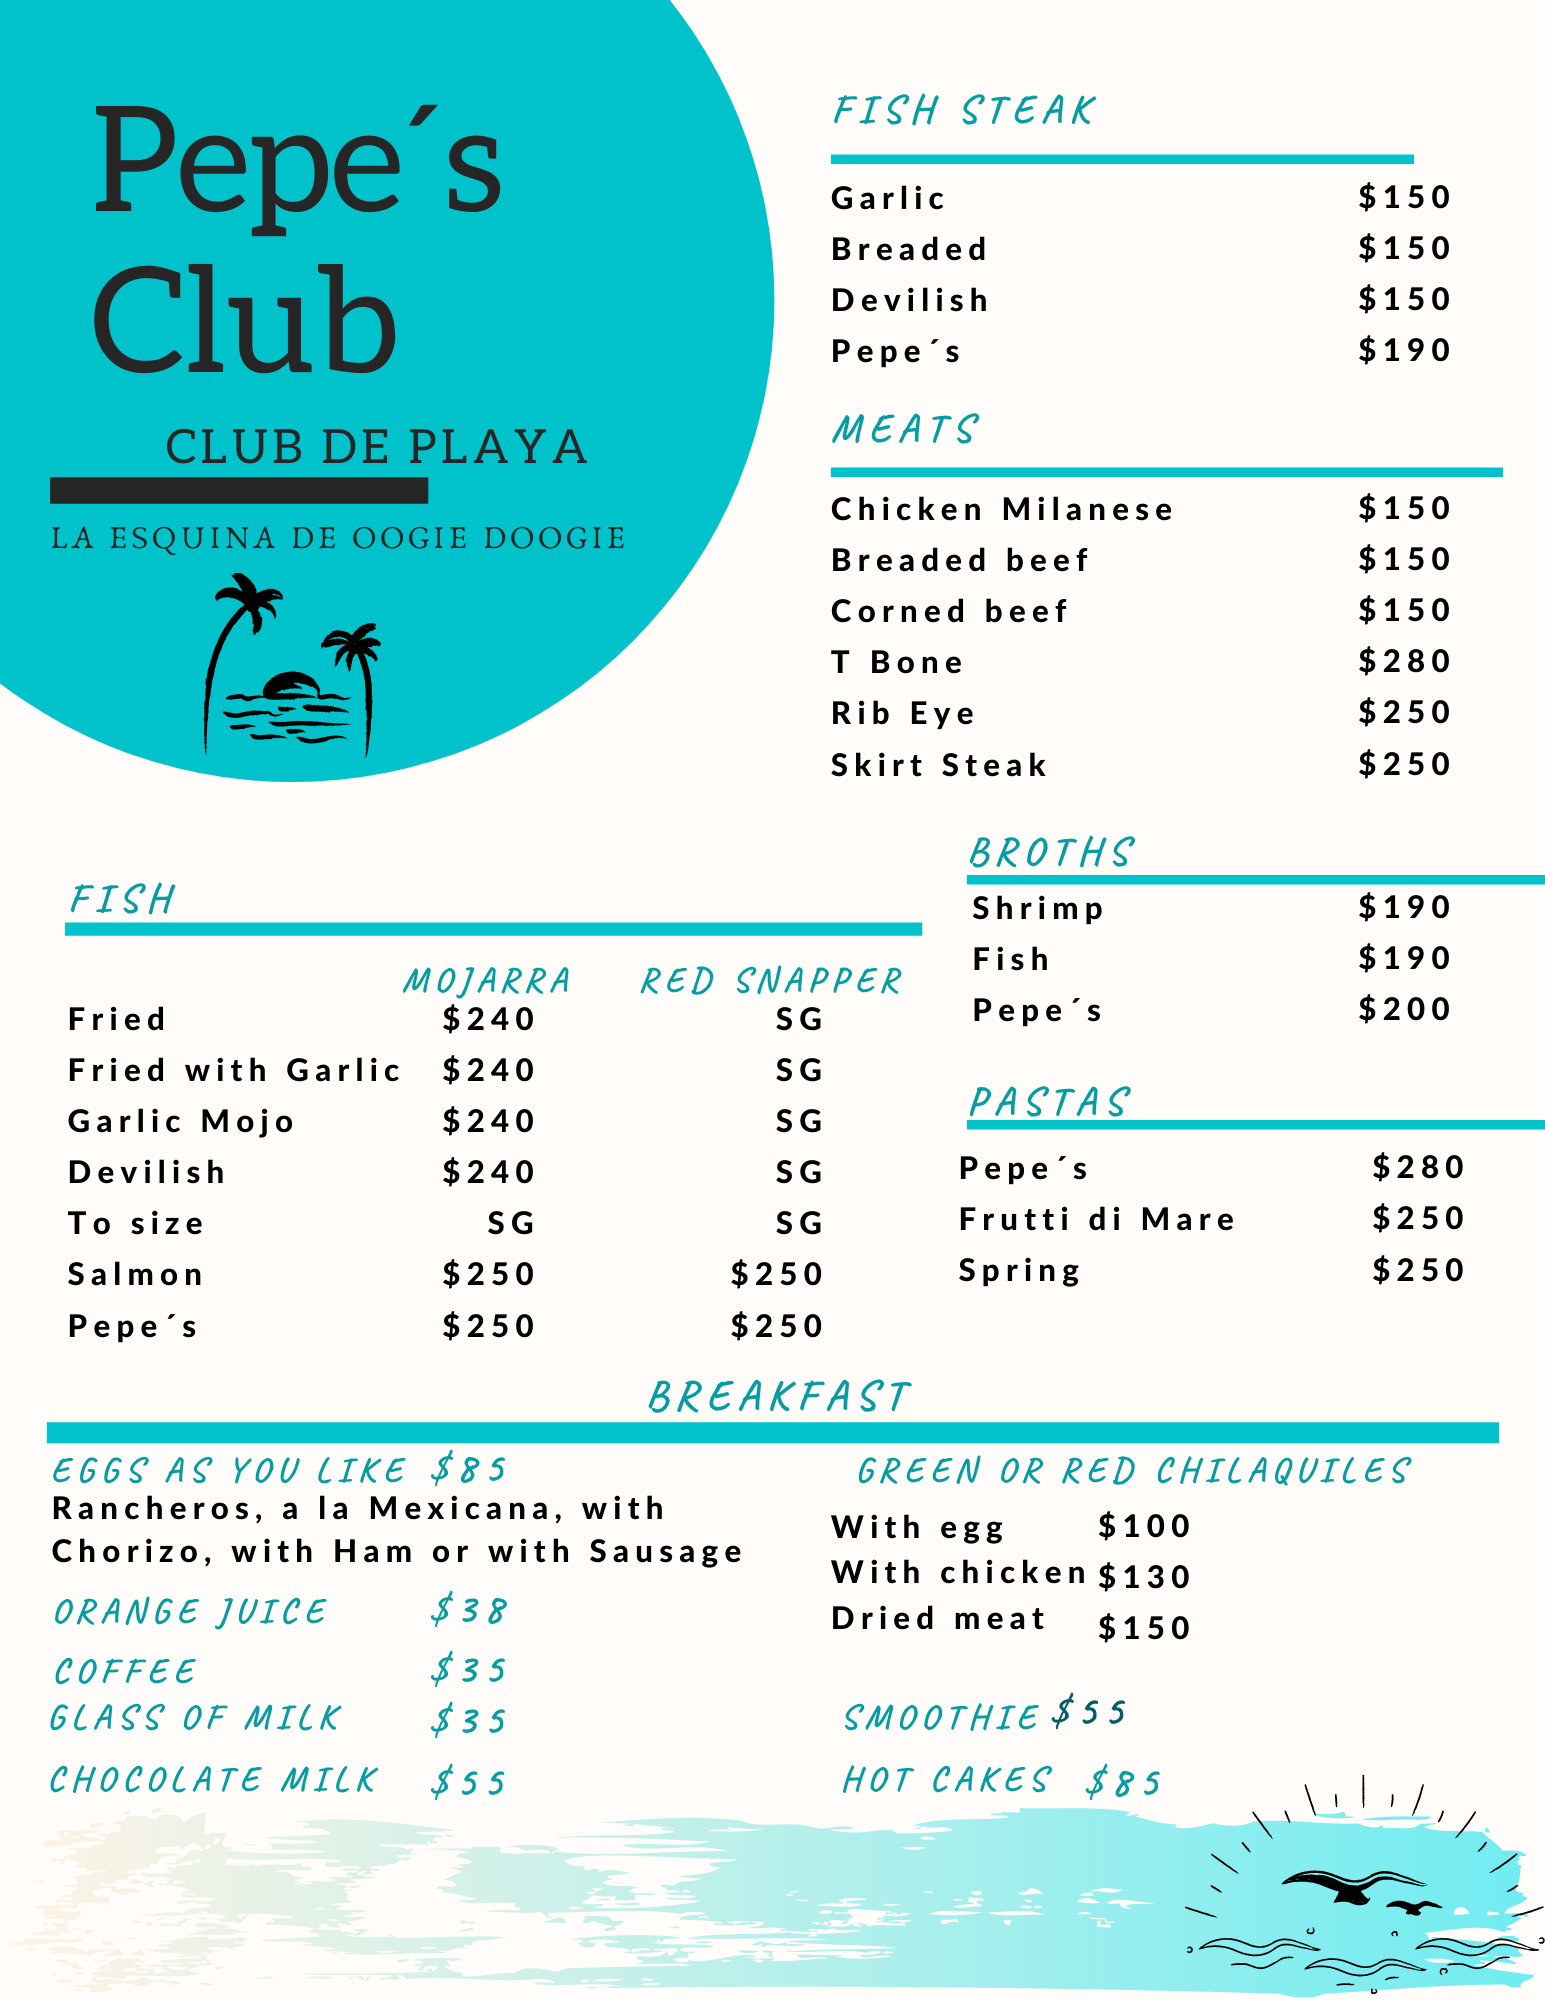 Pepe´s
Club
CLUB DE PLAYA
LA ESQUINA DE OOGIE DOOGIE
FISH STEAK
Garlic $150
Breaded $150
Devilish $150
Pepe´s $190
MEATS
Chicken Milanese $150
Breaded beef $150
Corned beef $150
T Bone $280
Rib Eye $250
Skirt Steak $250
FISH
MOJARRA RED SNAPPER
Fried $240 SG
Fried with Garlic $240 SG
Garlic Mojo $240 SG
Devilish $240 SG
To size SG SG
Salmon $250 $250
Pepe´s $250 $250
BROTHS
Shrimp $190
Fish $190
Pepe´s $200
PASTAS
Pepe´s $280
Frutti di Mare $250
Spring $250
BREAKFAST
EGGS AS YOU LIKE $85
Rancheros, a la Mexicana, with
Chorizo, with Ham or with Sausage
ORANGE JUICE $38
COFFEE $35
GLASS OF MILK $35
CHOCOLATE MILK $55
GREEN OR RED CHILAQUILES
With egg $100
With chicken $130
Dried meat $150
SMOOTHIE $55
HOT CAKES $85